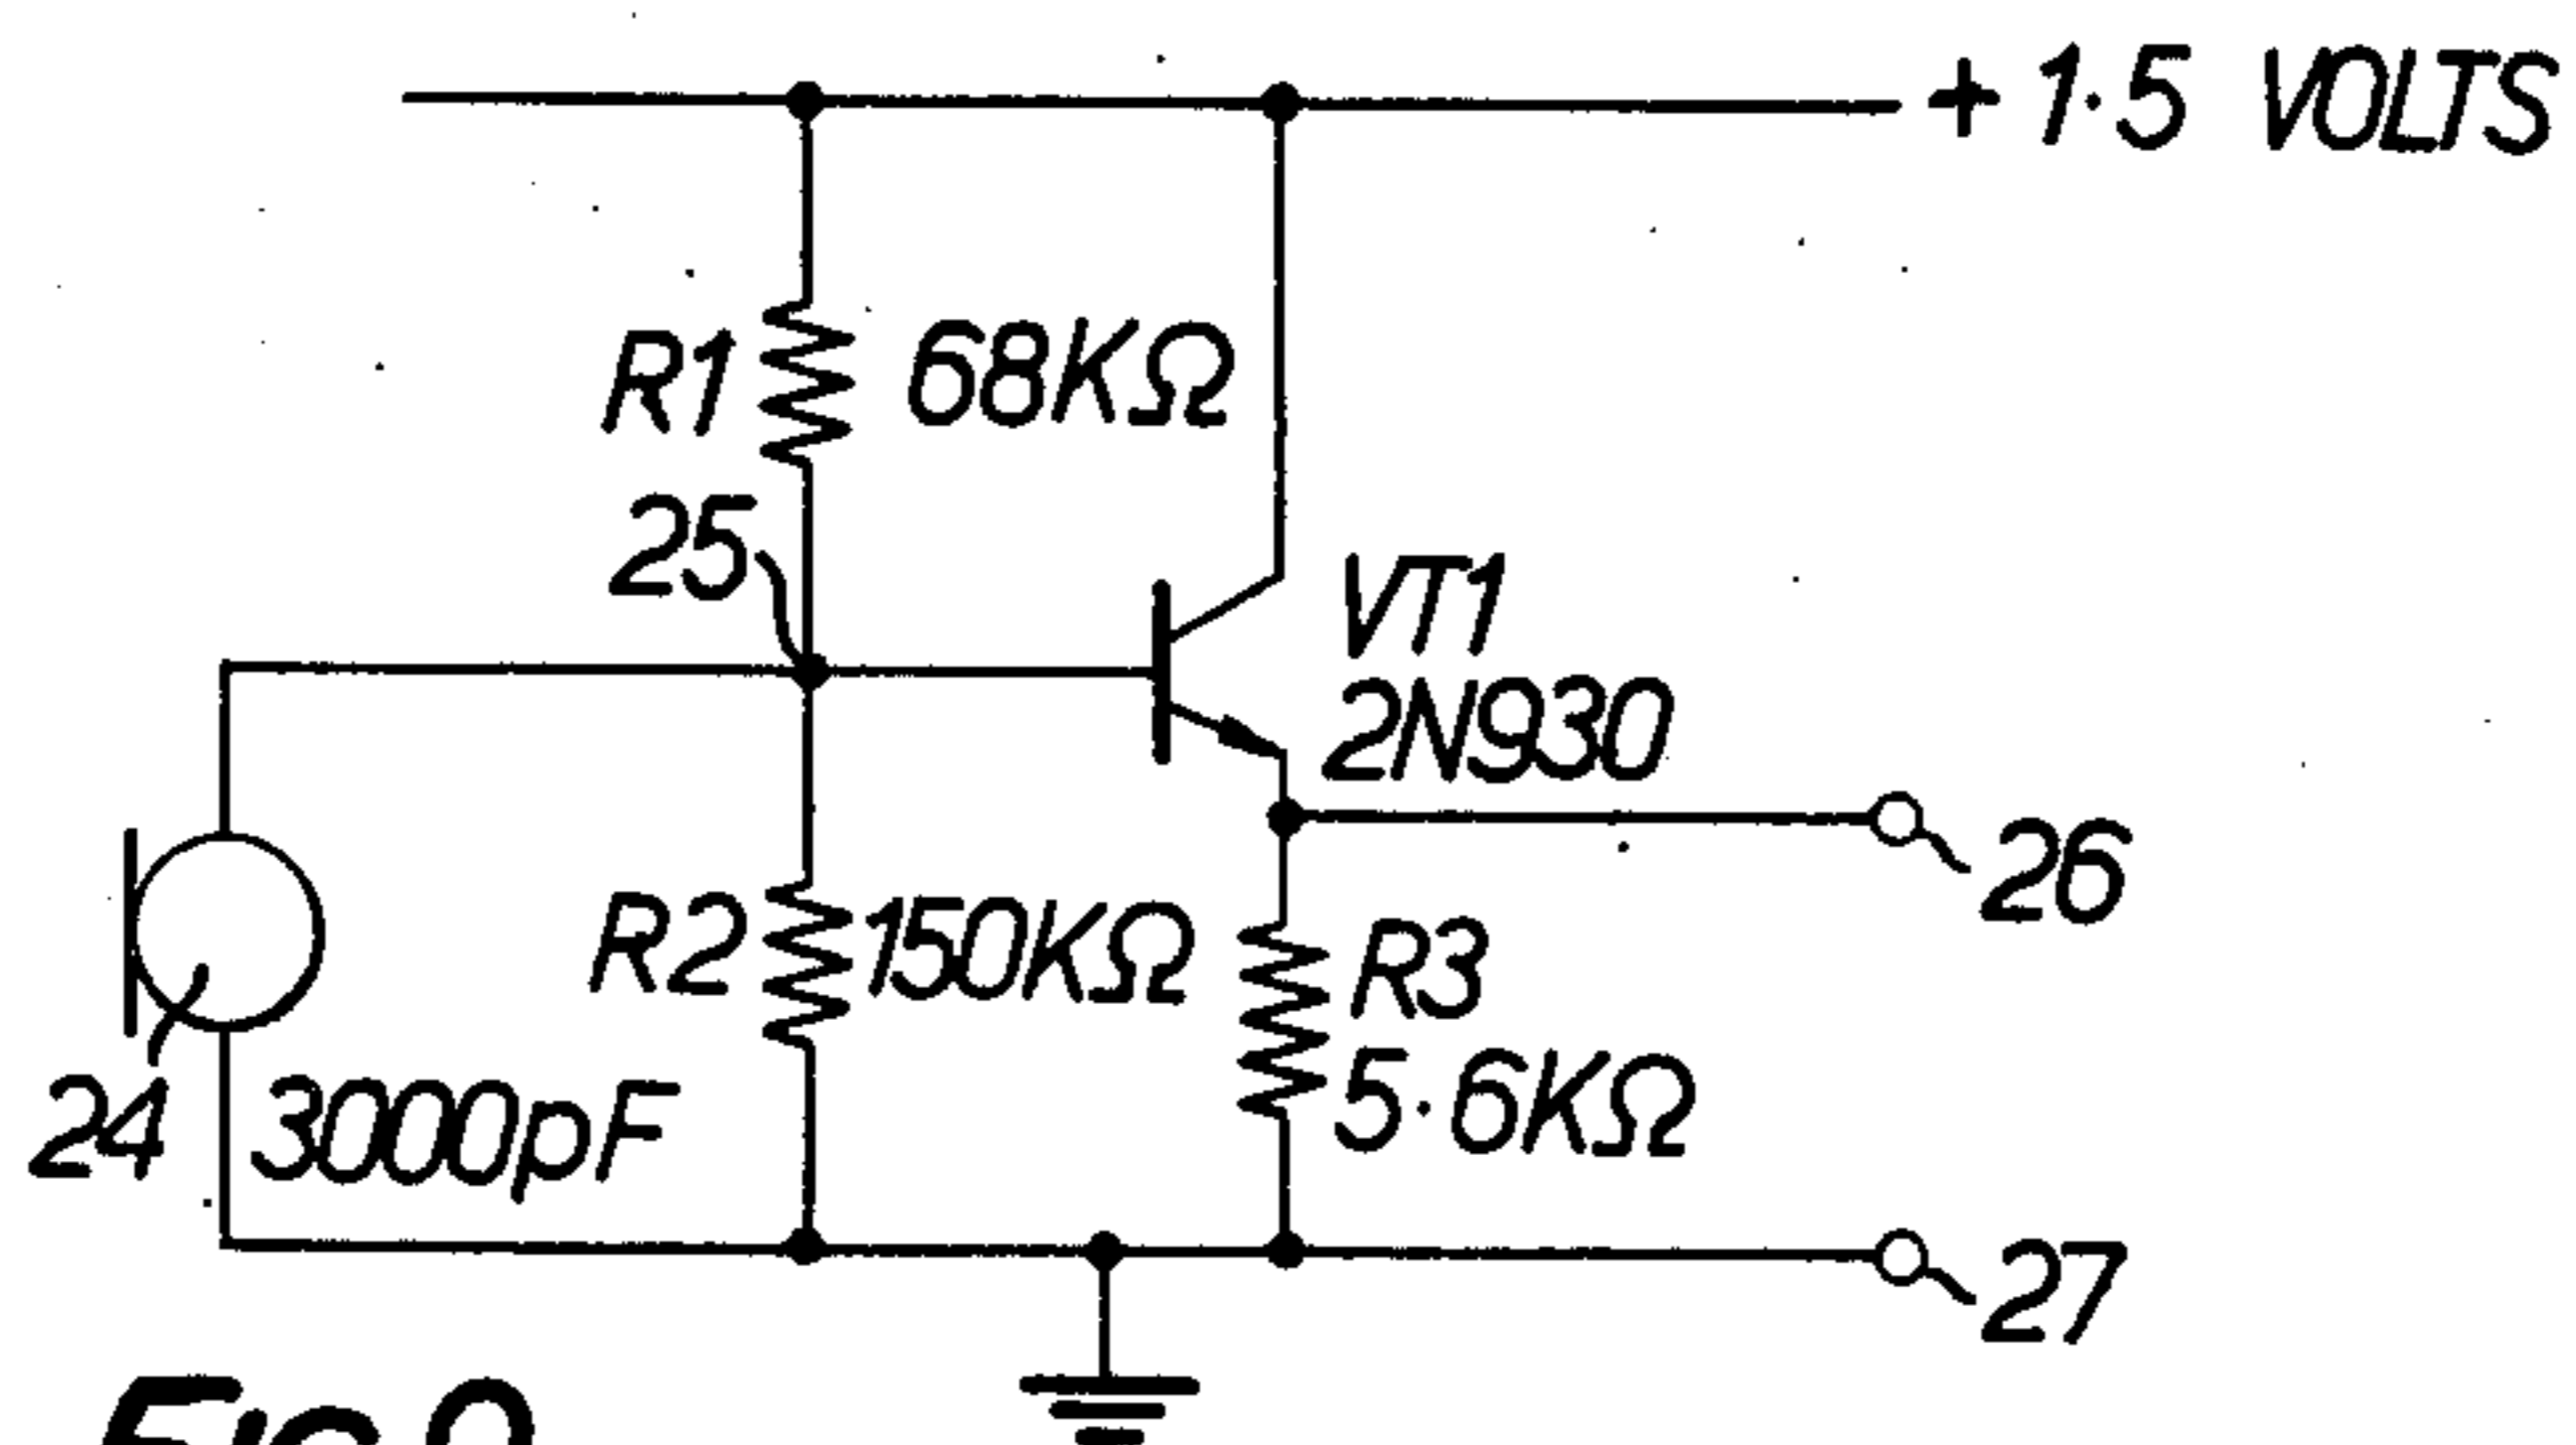 + 1.5 VOLTS
R1 68KΩ
25
VT1
2N930
26
R2 150KΩ
R3
5.6KΩ
24 3000pF
27